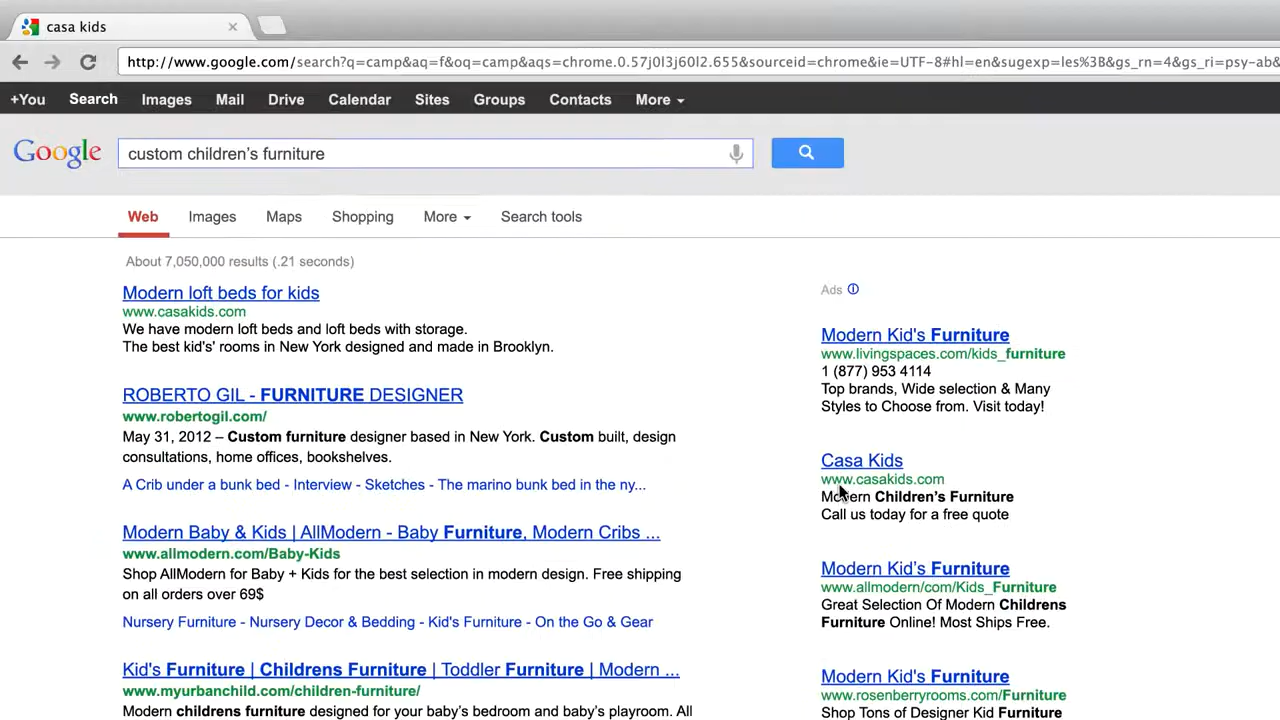 casa kids
http://www.google.com/search?q=camp&aq=f&oq=camp&aqs=chrome.0.57j0l3j60l2.655&sourceid=chrome&ie=UTF-8#hl=en&sugexp=les%3B&gs_rn=4&gs_ri=psy-ab&
+You Search Images Mail Drive Calendar Sites Groups Contacts More
Google custom children's furniture
Web Images Maps Shopping More Search tools
About 7,050,000 results (.21 seconds)
Modern loft beds for kids
www.casakids.com
We have modern loft beds and loft beds with storage.
The best kid's' rooms in New York designed and made in Brooklyn.
ROBERTO GIL - FURNITURE DESIGNER
www.robertogil.com/
May 31, 2012 – Custom furniture designer based in New York. Custom built, design
consultations, home offices, bookshelves.
A Crib under a bunk bed - Interview - Sketches - The marino bunk bed in the ny...
Modern Baby & Kids | AllModern - Baby Furniture, Modern Cribs ...
www.allmodern.com/Baby-Kids
Shop AllModern for Baby + Kids for the best selection in modern design. Free shipping
on all orders over 69$
Nursery Furniture - Nursery Decor & Bedding - Kid's Furniture - On the Go & Gear
Kid's Furniture | Childrens Furniture | Toddler Furniture | Modern ...
www.myurbanchild.com/children-furniture/
Modern childrens furniture designed for your baby's bedroom and baby's playroom. All
Ads
Modern Kid's Furniture
www.livingspaces.com/kids_furniture
1 (877) 953 4114
Top brands, Wide selection & Many
Styles to Choose from. Visit today!
Casa Kids
www.casakids.com
Modern Children's Furniture
Call us today for a free quote
Modern Kid's Furniture
www.allmodern/com/Kids_Furniture
Great Selection Of Modern Childrens
Furniture Online! Most Ships Free.
Modern Kid's Furniture
www.rosenberryrooms.com/Furniture
Shop Tons of Designer Kid Furniture